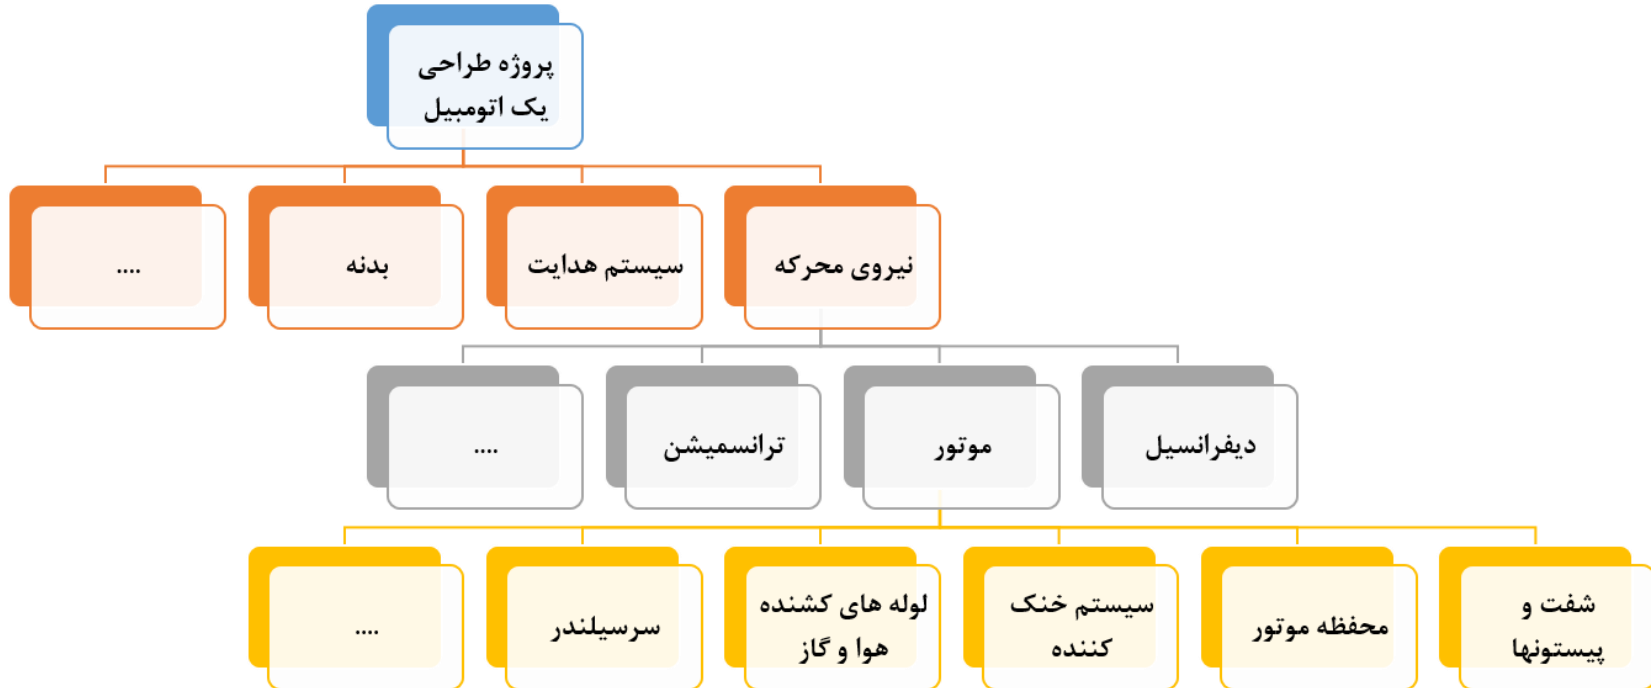 پروژه طراحی
یک اتومبیل
نیروی محرکه
سیستم هدایت
بدنه
....
دیفرانسیل
موتور
ترانسمیشن
....
شفت و
پیستونها
محفظه موتور
سیستم خنک
کننده
لوله های کشنده
هوا و گاز
سرسیلندر
....